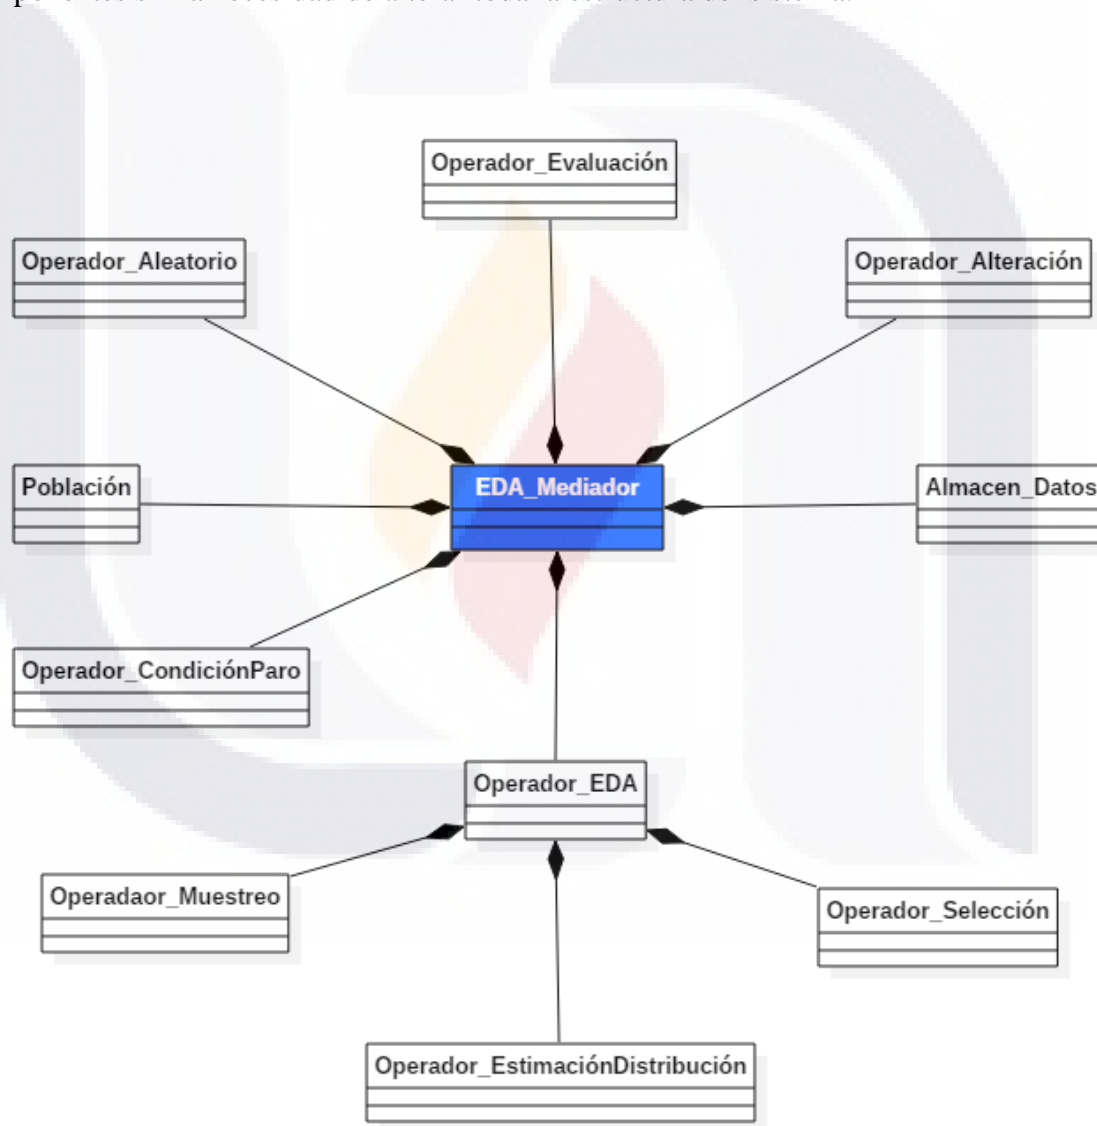 Operador_Evaluación
Operador_Aleatorio
Operador_Alteración
Población
EDA_Mediador
Almacen_Datos
Operador_CondiciónParo
Operador_EDA
Operadaor_Muestreo
Operador_Selección
Operador_EstimaciónDistribución